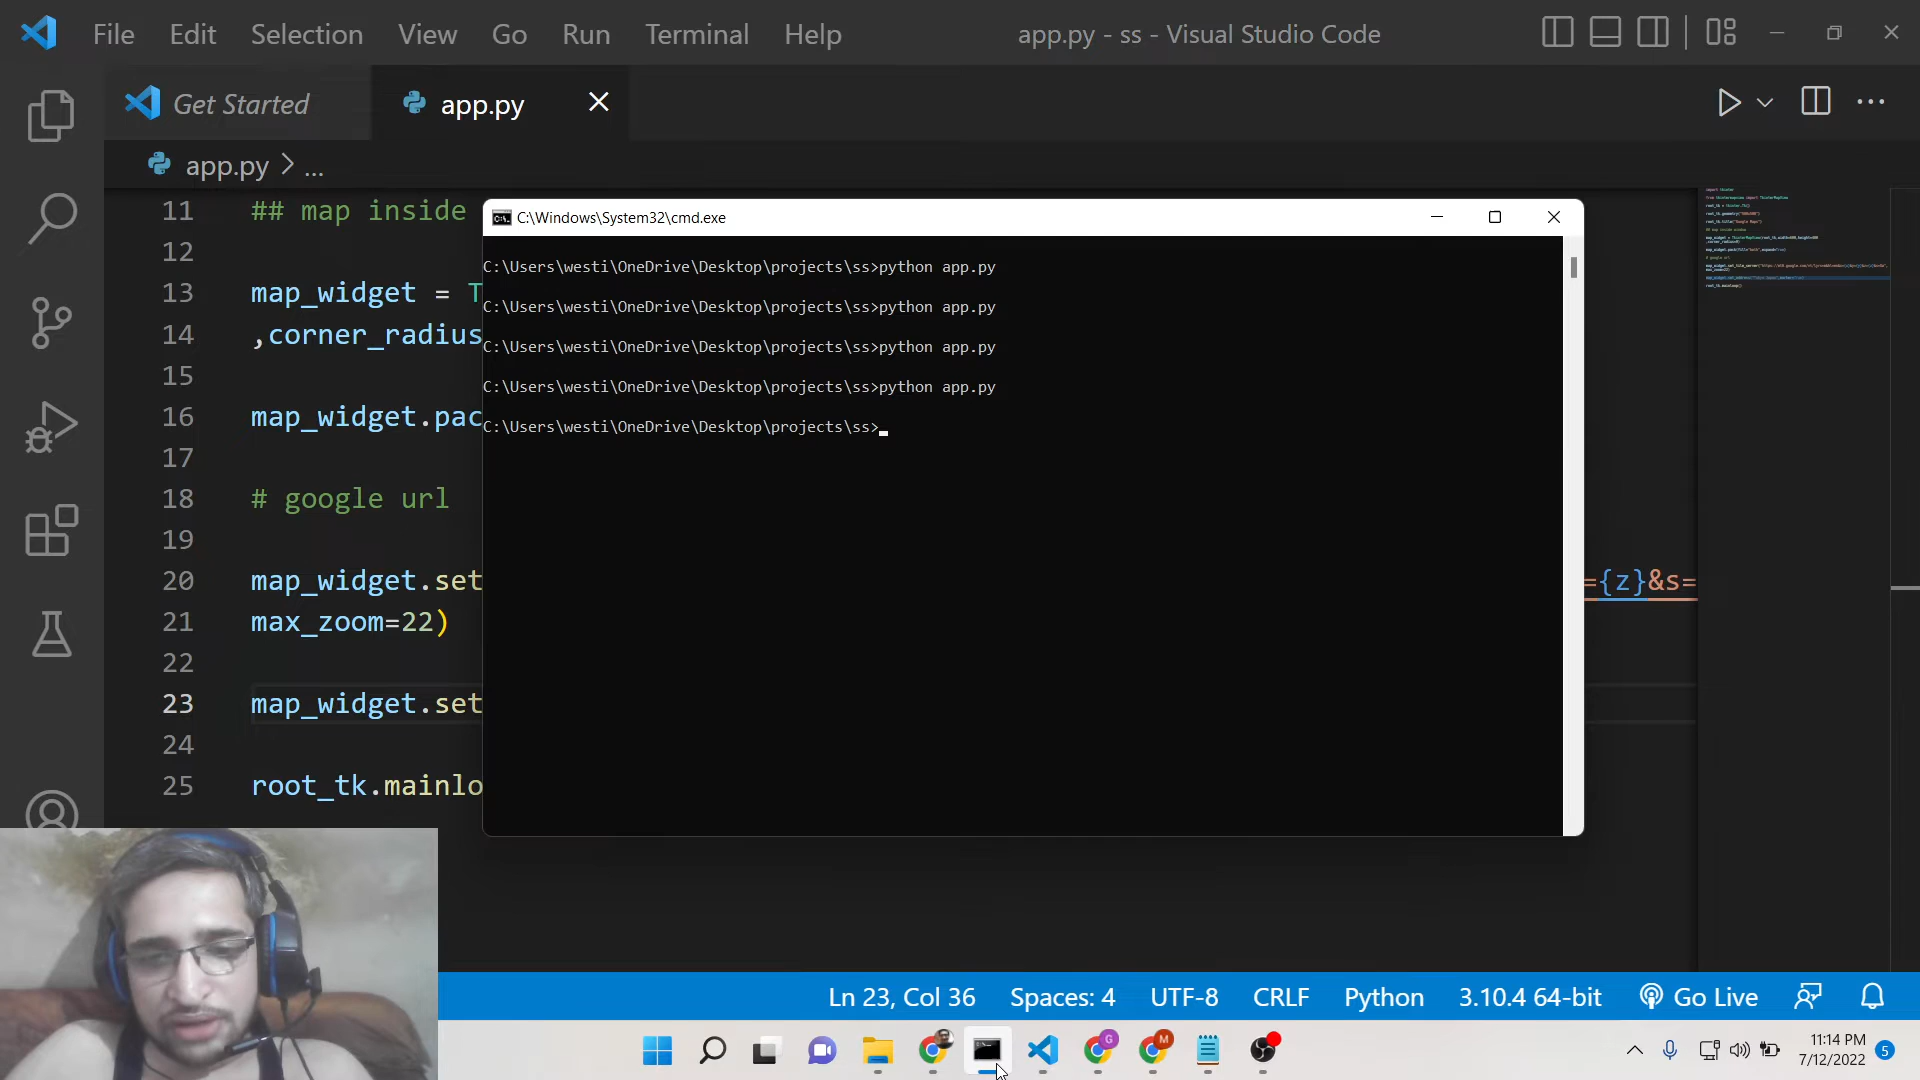 File Edit Selection View Go Run Terminal Help
app.py - ss - Visual Studio Code
Get Started
app.py
app.py > ...
11 ## map inside
12
13 map_widget = T
14 ,corner_radius
15
16 map_widget.pac
17
18 # google url
19
20 map_widget.set ={z}&s=
21 max_zoom=22)
22
23 map_widget.set
24
25 root_tk.mainlo
C:\Windows\System32\cmd.exe
C:\Users\westi\OneDrive\Desktop\projects\ss>python app.py
C:\Users\westi\OneDrive\Desktop\projects\ss>python app.py
C:\Users\westi\OneDrive\Desktop\projects\ss>python app.py
C:\Users\westi\OneDrive\Desktop\projects\ss>python app.py
C:\Users\westi\OneDrive\Desktop\projects\ss>
Ln 23, Col 36 Spaces: 4 UTF-8 CRLF Python 3.10.4 64-bit Go Live
G
M
11:14 PM
7/12/2022
5